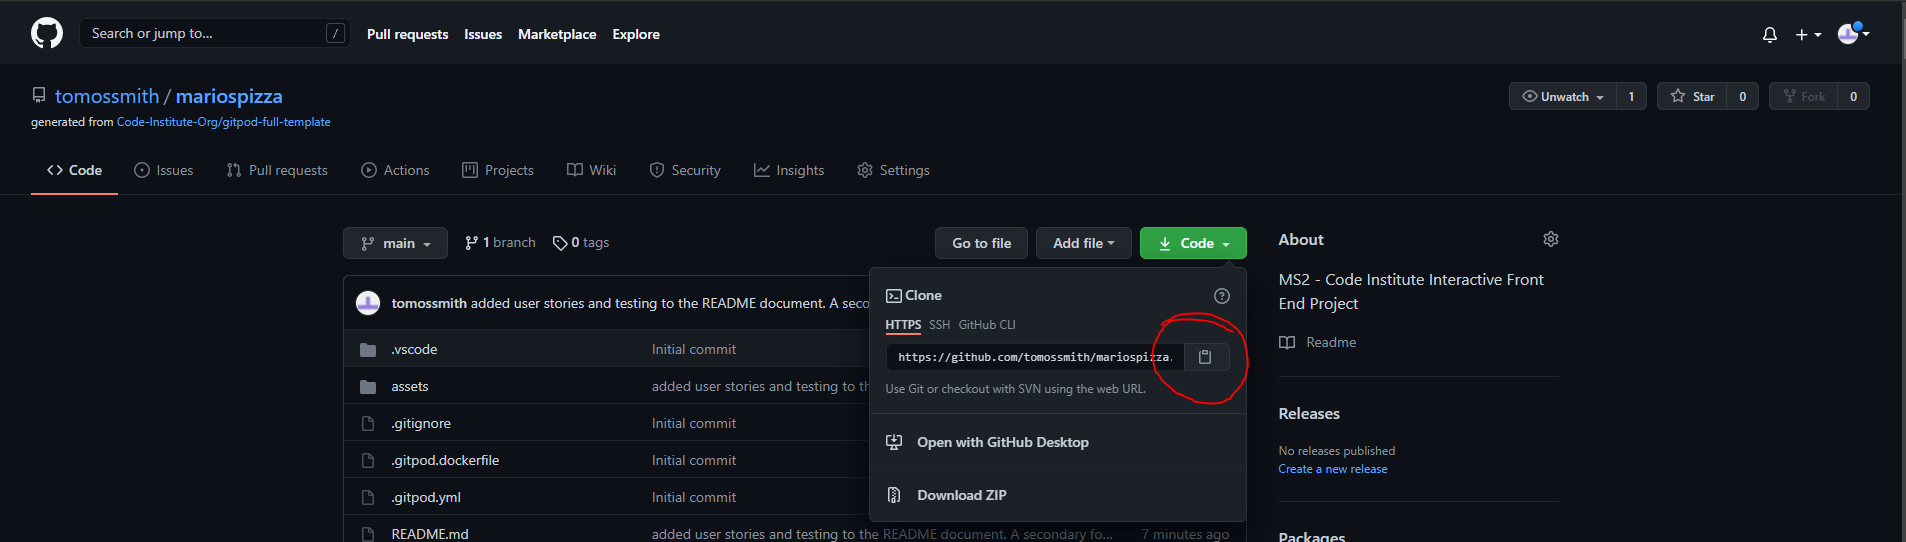 Search or jump to... /
Pull requests Issues Marketplace Explore
tomossmith / mariospizza
Unwatch 1 Star 0 Fork 0
generated from Code-Institute-Org/gitpod-full-template
Code Issues Pull requests Actions Projects Wiki Security Insights Settings
main 1 branch 0 tags
Go to file Add file Code
tomossmith added user stories and testing to the README document. A seco
.vscode Initial commit
assets added user stories and testing to th
.gitignore Initial commit
.gitpod.dockerfile Initial commit
.gitpod.yml Initial commit
README.md added user stories and testing to the README document. A secondary fo... 7 minutes ago
Clone
HTTPS SSH GitHub CLI
https://github.com/tomossmith/mariospizza.
Use Git or checkout with SVN using the web URL.
Open with GitHub Desktop
Download ZIP
About
MS2 - Code Institute Interactive Front
End Project
Readme
Releases
No releases published
Create a new release
Packages